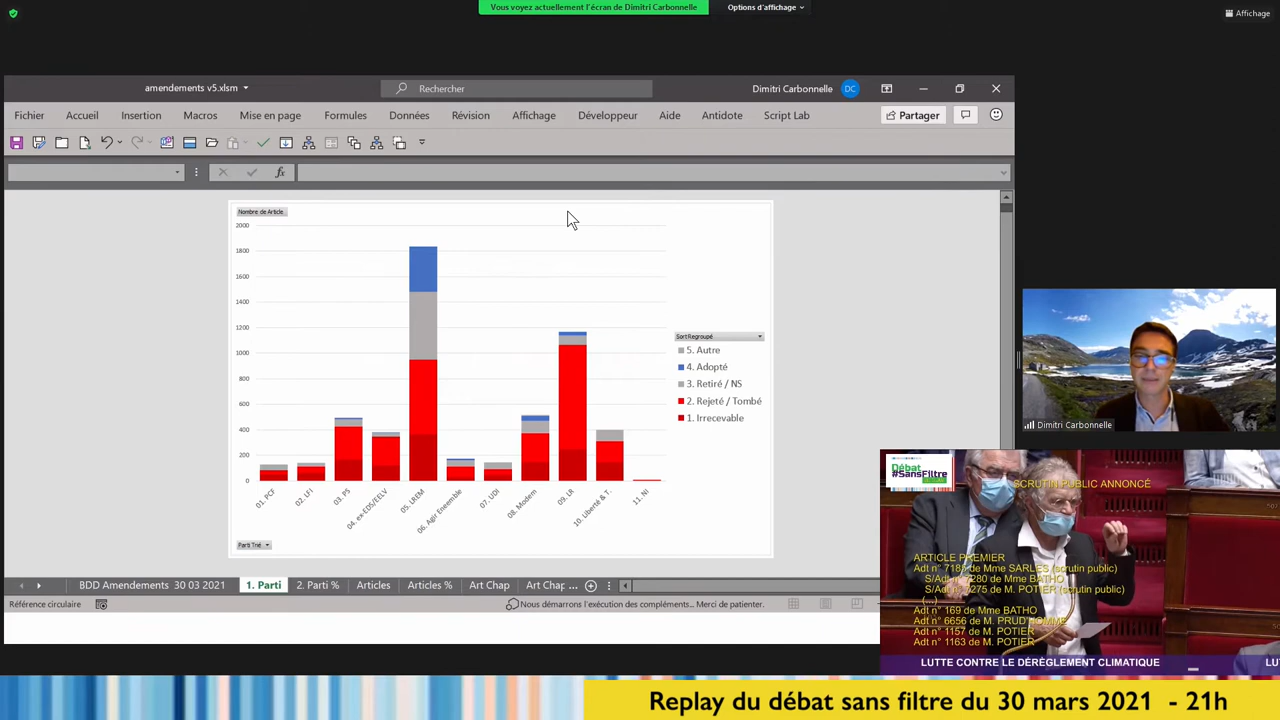 Vous voyez actuellement l'écran de Dimitri Carbonnelle
Options d'affichage
Affichage
amendements v5.xlsm
Rechercher
Dimitri Carbonnelle
DC
Fichier
Accueil
Insertion
Macros
Mise en page
Formules
Données
Révision
Affichage
Développeur
Aide
Antidote
Script Lab
Partager
fx
Nombre de Article
2000
1800
1600
1400
1200
1000
800
600
400
200
0
01. PCF
02. LFI
03. PS
04. ex-EDS/EELV
05. LREM
06. Agir Ensemble
07. UDI
08. Modem
09. LR
10. Liberté & T.
11. NI
Parti Trié
SortRegroupé
5. Autre
4. Adopté
3. Retiré / NS
2. Rejeté / Tombé
1. Irrecevable
BDD Amendements 30 03 2021
1. Parti
2. Parti %
Articles
Articles %
Art Chap
Art Chap ...
Référence circulaire
Nous démarrons l'exécution des compléments... Merci de patienter.
Dimitri Carbonnelle
Débat
#SansFiltre
SCRUTIN PUBLIC ANNONCÉ
ARTICLE PREMIER
Adt n° 7185 de Mme SARLES (scrutin public)
S/Adt n° 7280 de Mme BATHO
S/Adt n° 7275 de M. POTIER (scrutin public)
(...)
Adt n° 169 de Mme BATHO
Adt n° 6656 de M. PRUD'HOMME
Adt n° 1157 de M. POTIER
Adt n° 1163 de M. POTIER
LUTTE CONTRE LE DÉRÈGLEMENT CLIMATIQUE
LUT
Replay du débat sans filtre du 30 mars 2021 - 21h